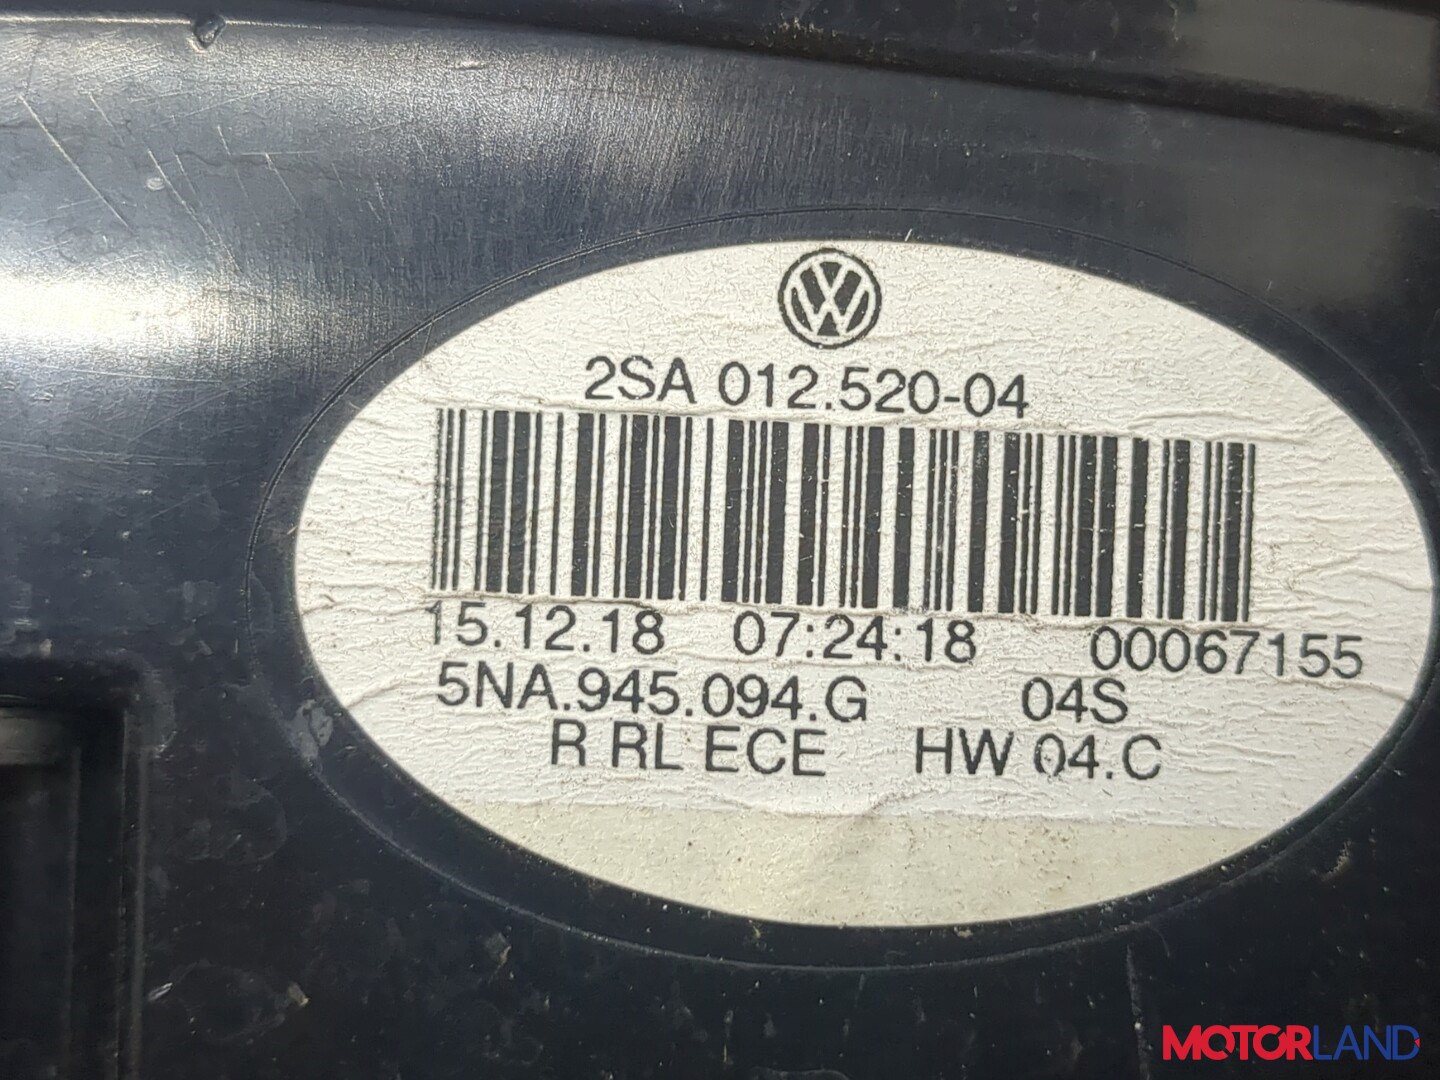 2SA 012.520-04
15.12.18 07:24:18 00067155
5NA.945.094.G 04S
R RL ECE HW 04.C
MOTORLAND